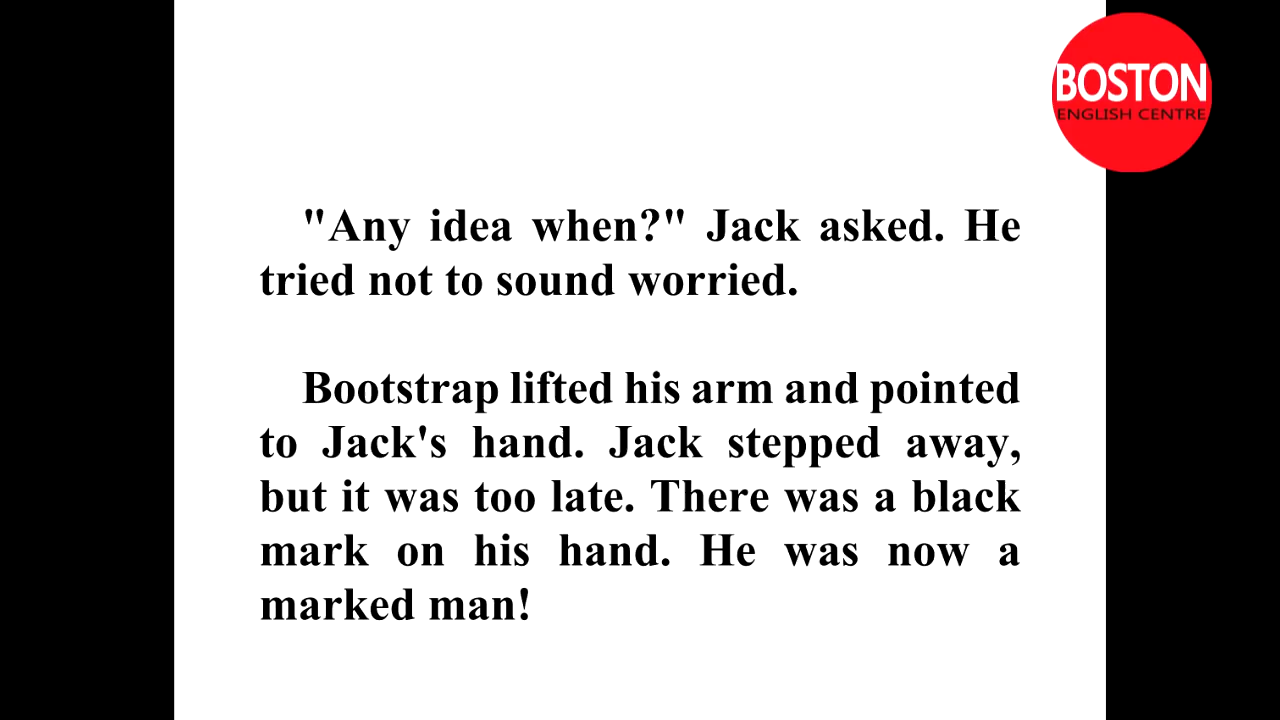 BOSTON
ENGLISH CENTRE
"Any idea when?" Jack asked. He
tried not to sound worried.
Bootstrap lifted his arm and pointed
to Jack's hand. Jack stepped away,
but it was too late. There was a black
mark on his hand. He was now a
marked man!